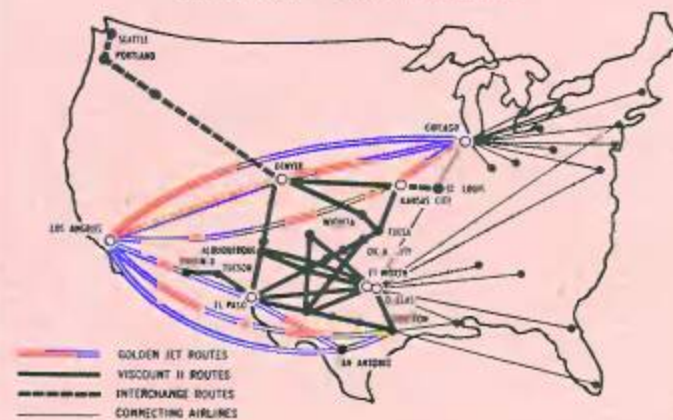 SEATTLE
PORTLAND
CHICAGO
DENVER
ST. LOUIS
KANSAS CITY
WICHITA
LOS ANGELES
TULSA
ALBUQUERQUE
TUCSON
FT WORTH
DALLAS
EL PASO
SAN ANTONIO
GOLDEN JET ROUTES
VISCOUNT II ROUTES
INTERCHANGE ROUTES
CONNECTING AIRLINES